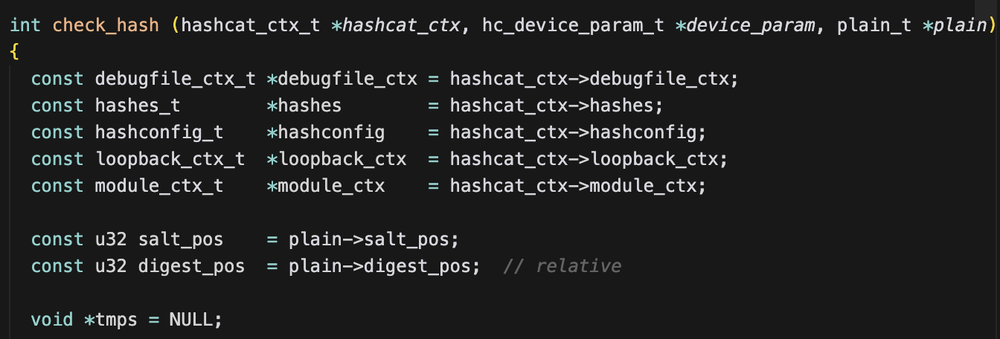 int check_hash (hashcat_ctx_t *hashcat_ctx, hc_device_param_t *device_param, plain_t *plain)
{
  const debugfile_ctx_t *debugfile_ctx = hashcat_ctx->debugfile_ctx;
  const hashes_t        *hashes        = hashcat_ctx->hashes;
  const hashconfig_t    *hashconfig    = hashcat_ctx->hashconfig;
  const loopback_ctx_t  *loopback_ctx  = hashcat_ctx->loopback_ctx;
  const module_ctx_t    *module_ctx    = hashcat_ctx->module_ctx;

  const u32 salt_pos    = plain->salt_pos;
  const u32 digest_pos  = plain->digest_pos;  // relative

  void *tmps = NULL;